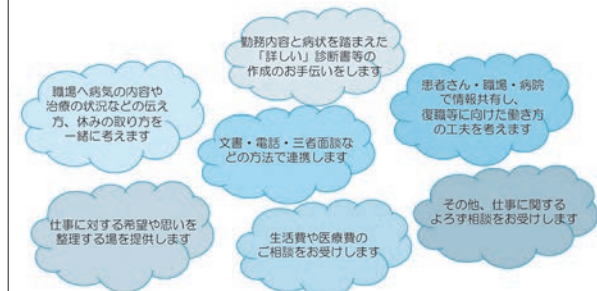 勤務内容と病状を踏まえた
「詳しい」診断書等の
作成のお手伝いをします
職場へ病気の内容や
治療の状況などの伝え
方、休みの取り方を
一緒に考えます
患者さん・職場・病院
で情報共有し、
復職等に向けた働き方
の工夫を考えます
文書・電話・三者面談な
どの方法で連携します
仕事に対する希望や思いを
整理する場を提供します
生活費や医療費の
ご相談をお受けします
その他、仕事に関する
よろず相談をお受けします